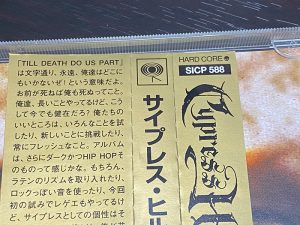 「TILL DEATH DO US PART」
は文字通り、永遠、俺達はどこに
もいかないぜ!という意味だよ。
お前が死ねば俺も死ぬってこと。
俺達、長いことやってるけど、こう
して今でも健在だろ?俺たちの
いいところは、いろんなことを試
したり、新しいことに挑戦したり、
常にフレッシュなこと。アルバム
は、さらにダークかつHIP HOPそ
のものって感じかな。もちろん、
ラテンのリズムを取り入れたり、
ロックっぽい音を使ったり、今回
初の試みでレゲエもやってるけ
ど、サイプレスとしての個性はそ
サイプレス・ヒル
HARD CORE
SICP 588
Cypress